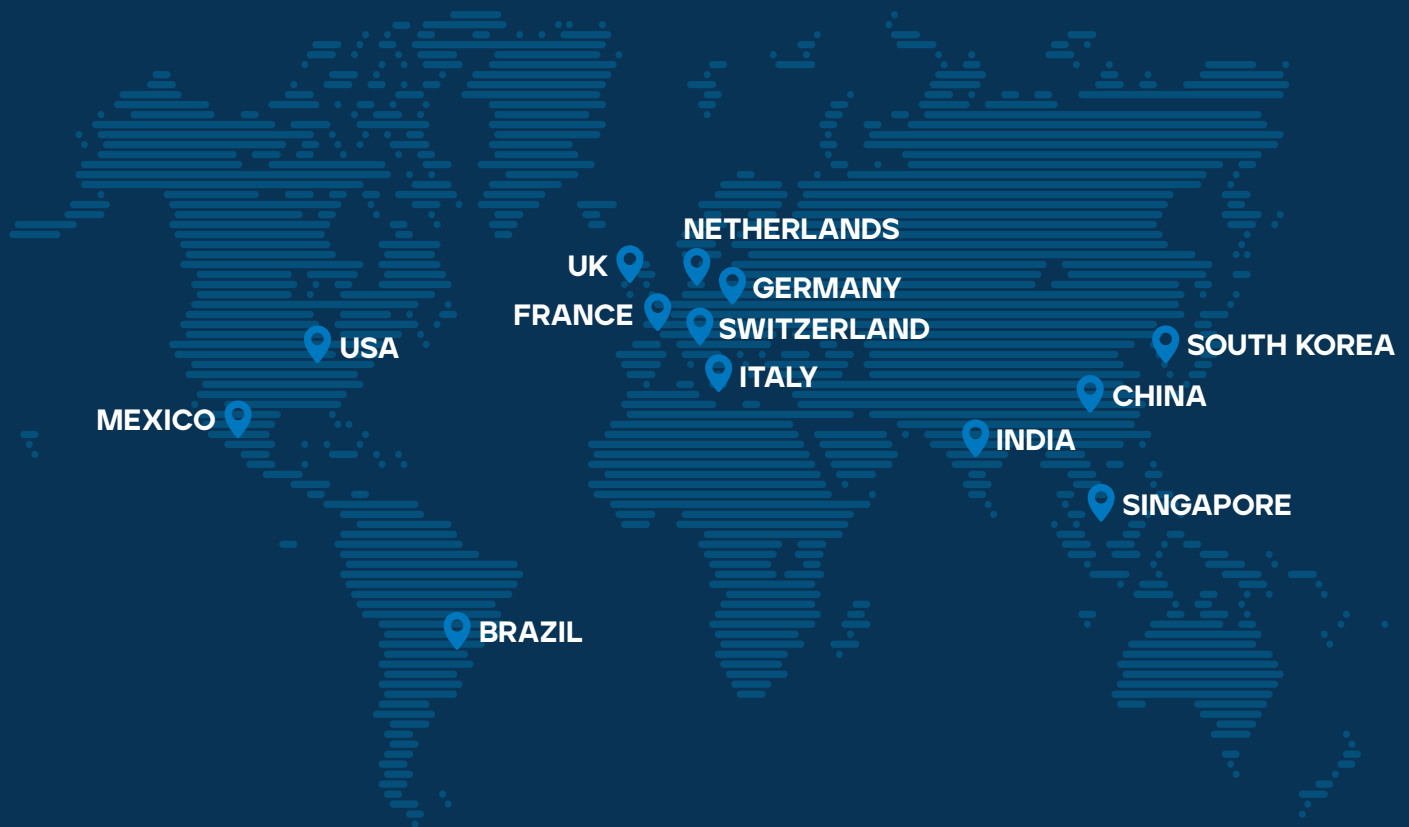 NETHERLANDS
UK
GERMANY
FRANCE
SWITZERLAND
USA
SOUTH KOREA
ITALY
CHINA
MEXICO
INDIA
SINGAPORE
BRAZIL